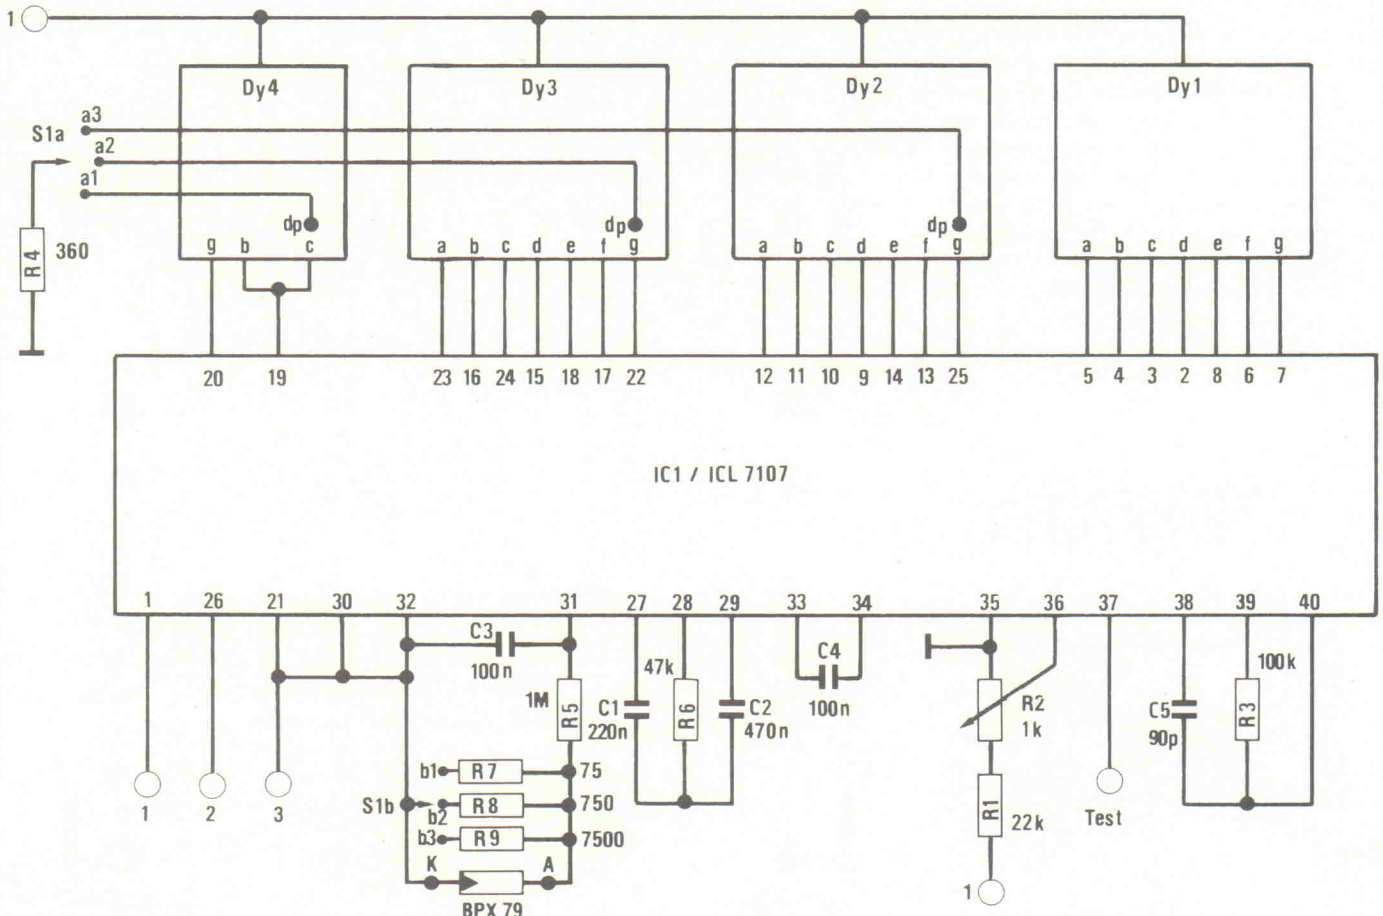 1
Dy4 Dy3 Dy2 Dy1
a3
S1a
a2
a1
dp dp dp
g b c a b c d e f g a b c d e f g a b c d e f g
R4 360
20 19 23 16 24 15 18 17 22 12 11 10 9 14 13 25 5 4 3 2 8 6 7
IC1 / ICL 7107
1 26 21 30 32 31 27 28 29 33 34 35 36 37 38 39 40
C3
100n
C4
100n
47k
100k
1M R5
C1
220n
R6
C2
470n
R2
1k
C5
90p
R3
b1 R7 75
S1b b2 R8 750
b3 R9 7500
1 2 3
R1 22k
Test
K A
BPX 79
1